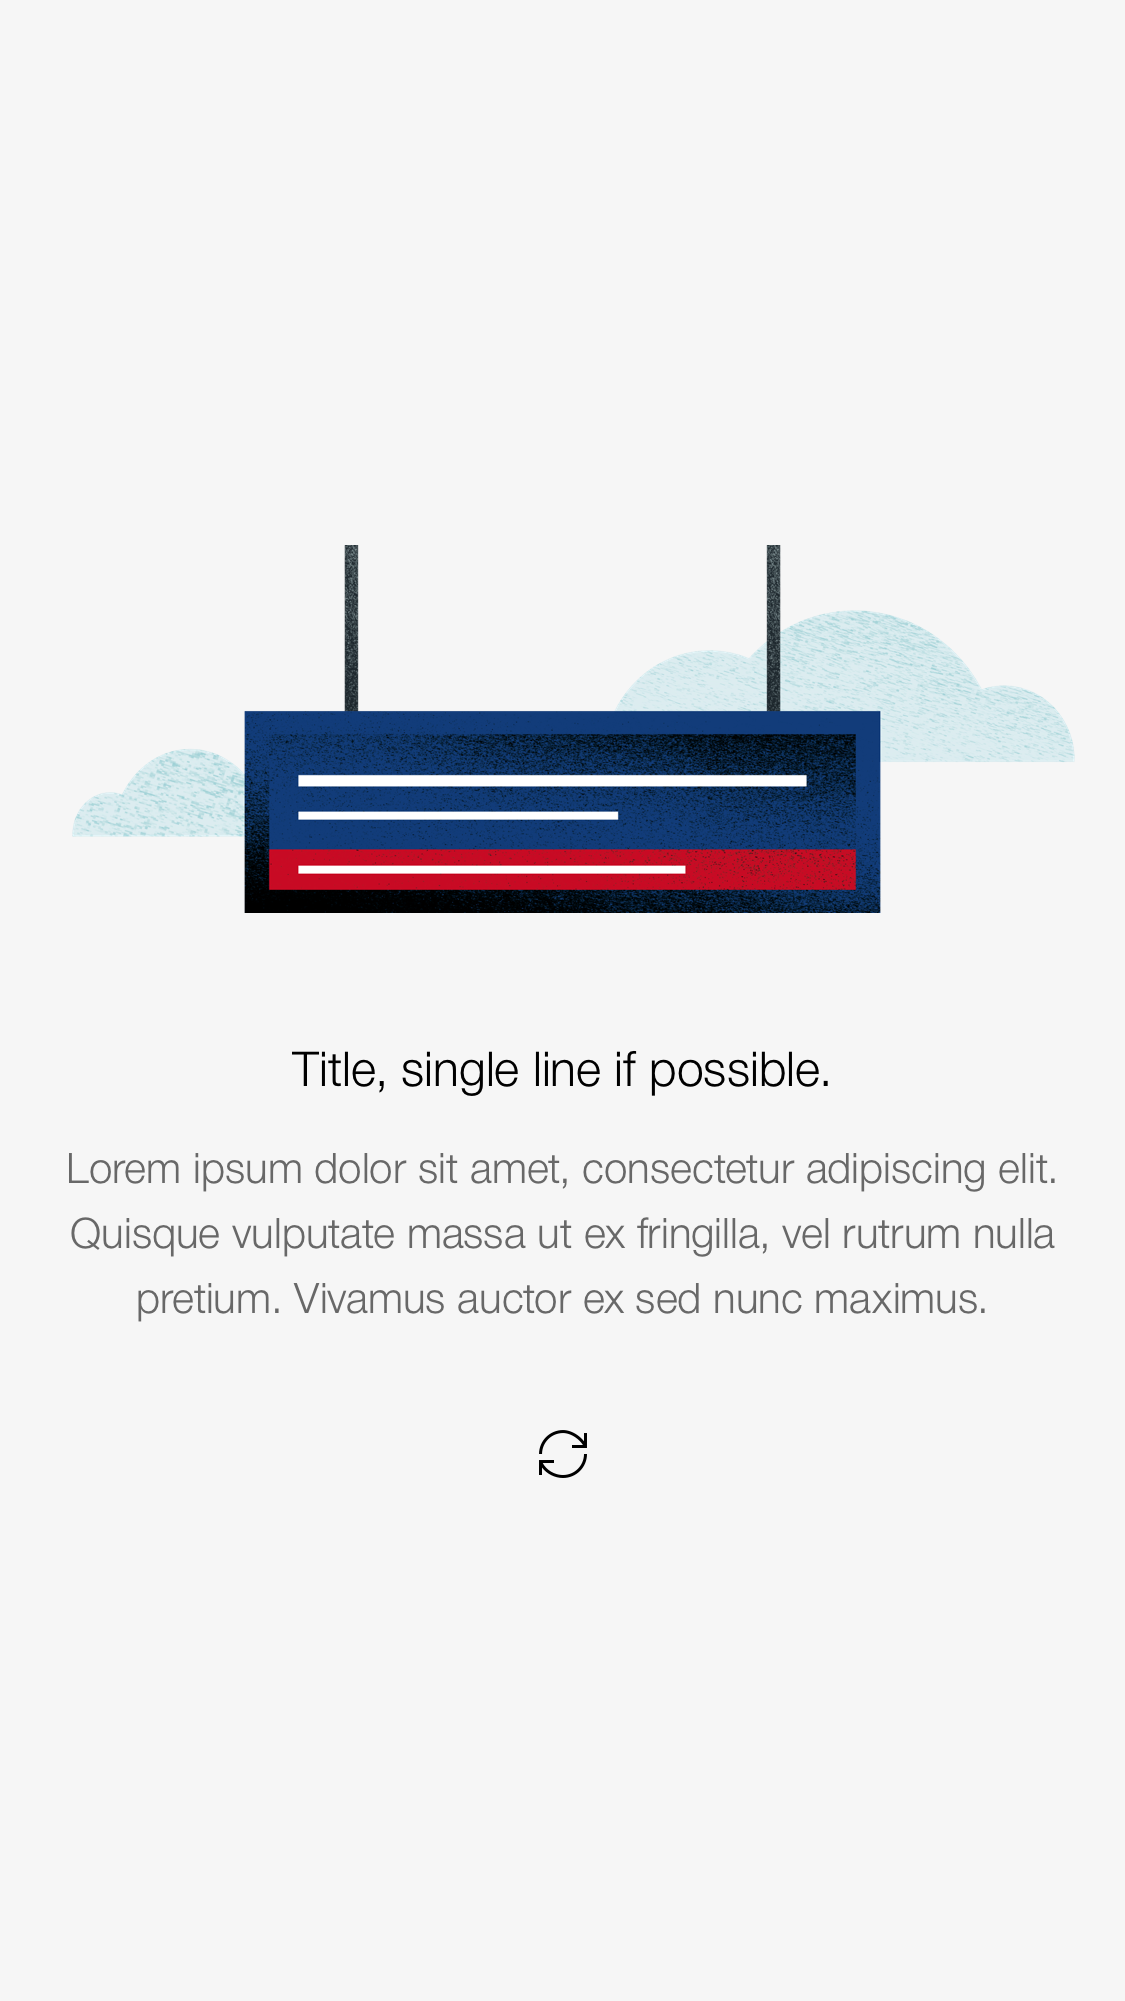 Title, single line if possible.
Lorem ipsum dolor sit amet, consectetur adipiscing elit.
Quisque vulputate massa ut ex fringilla, vel rutrum nulla
pretium. Vivamus auctor ex sed nunc maximus.